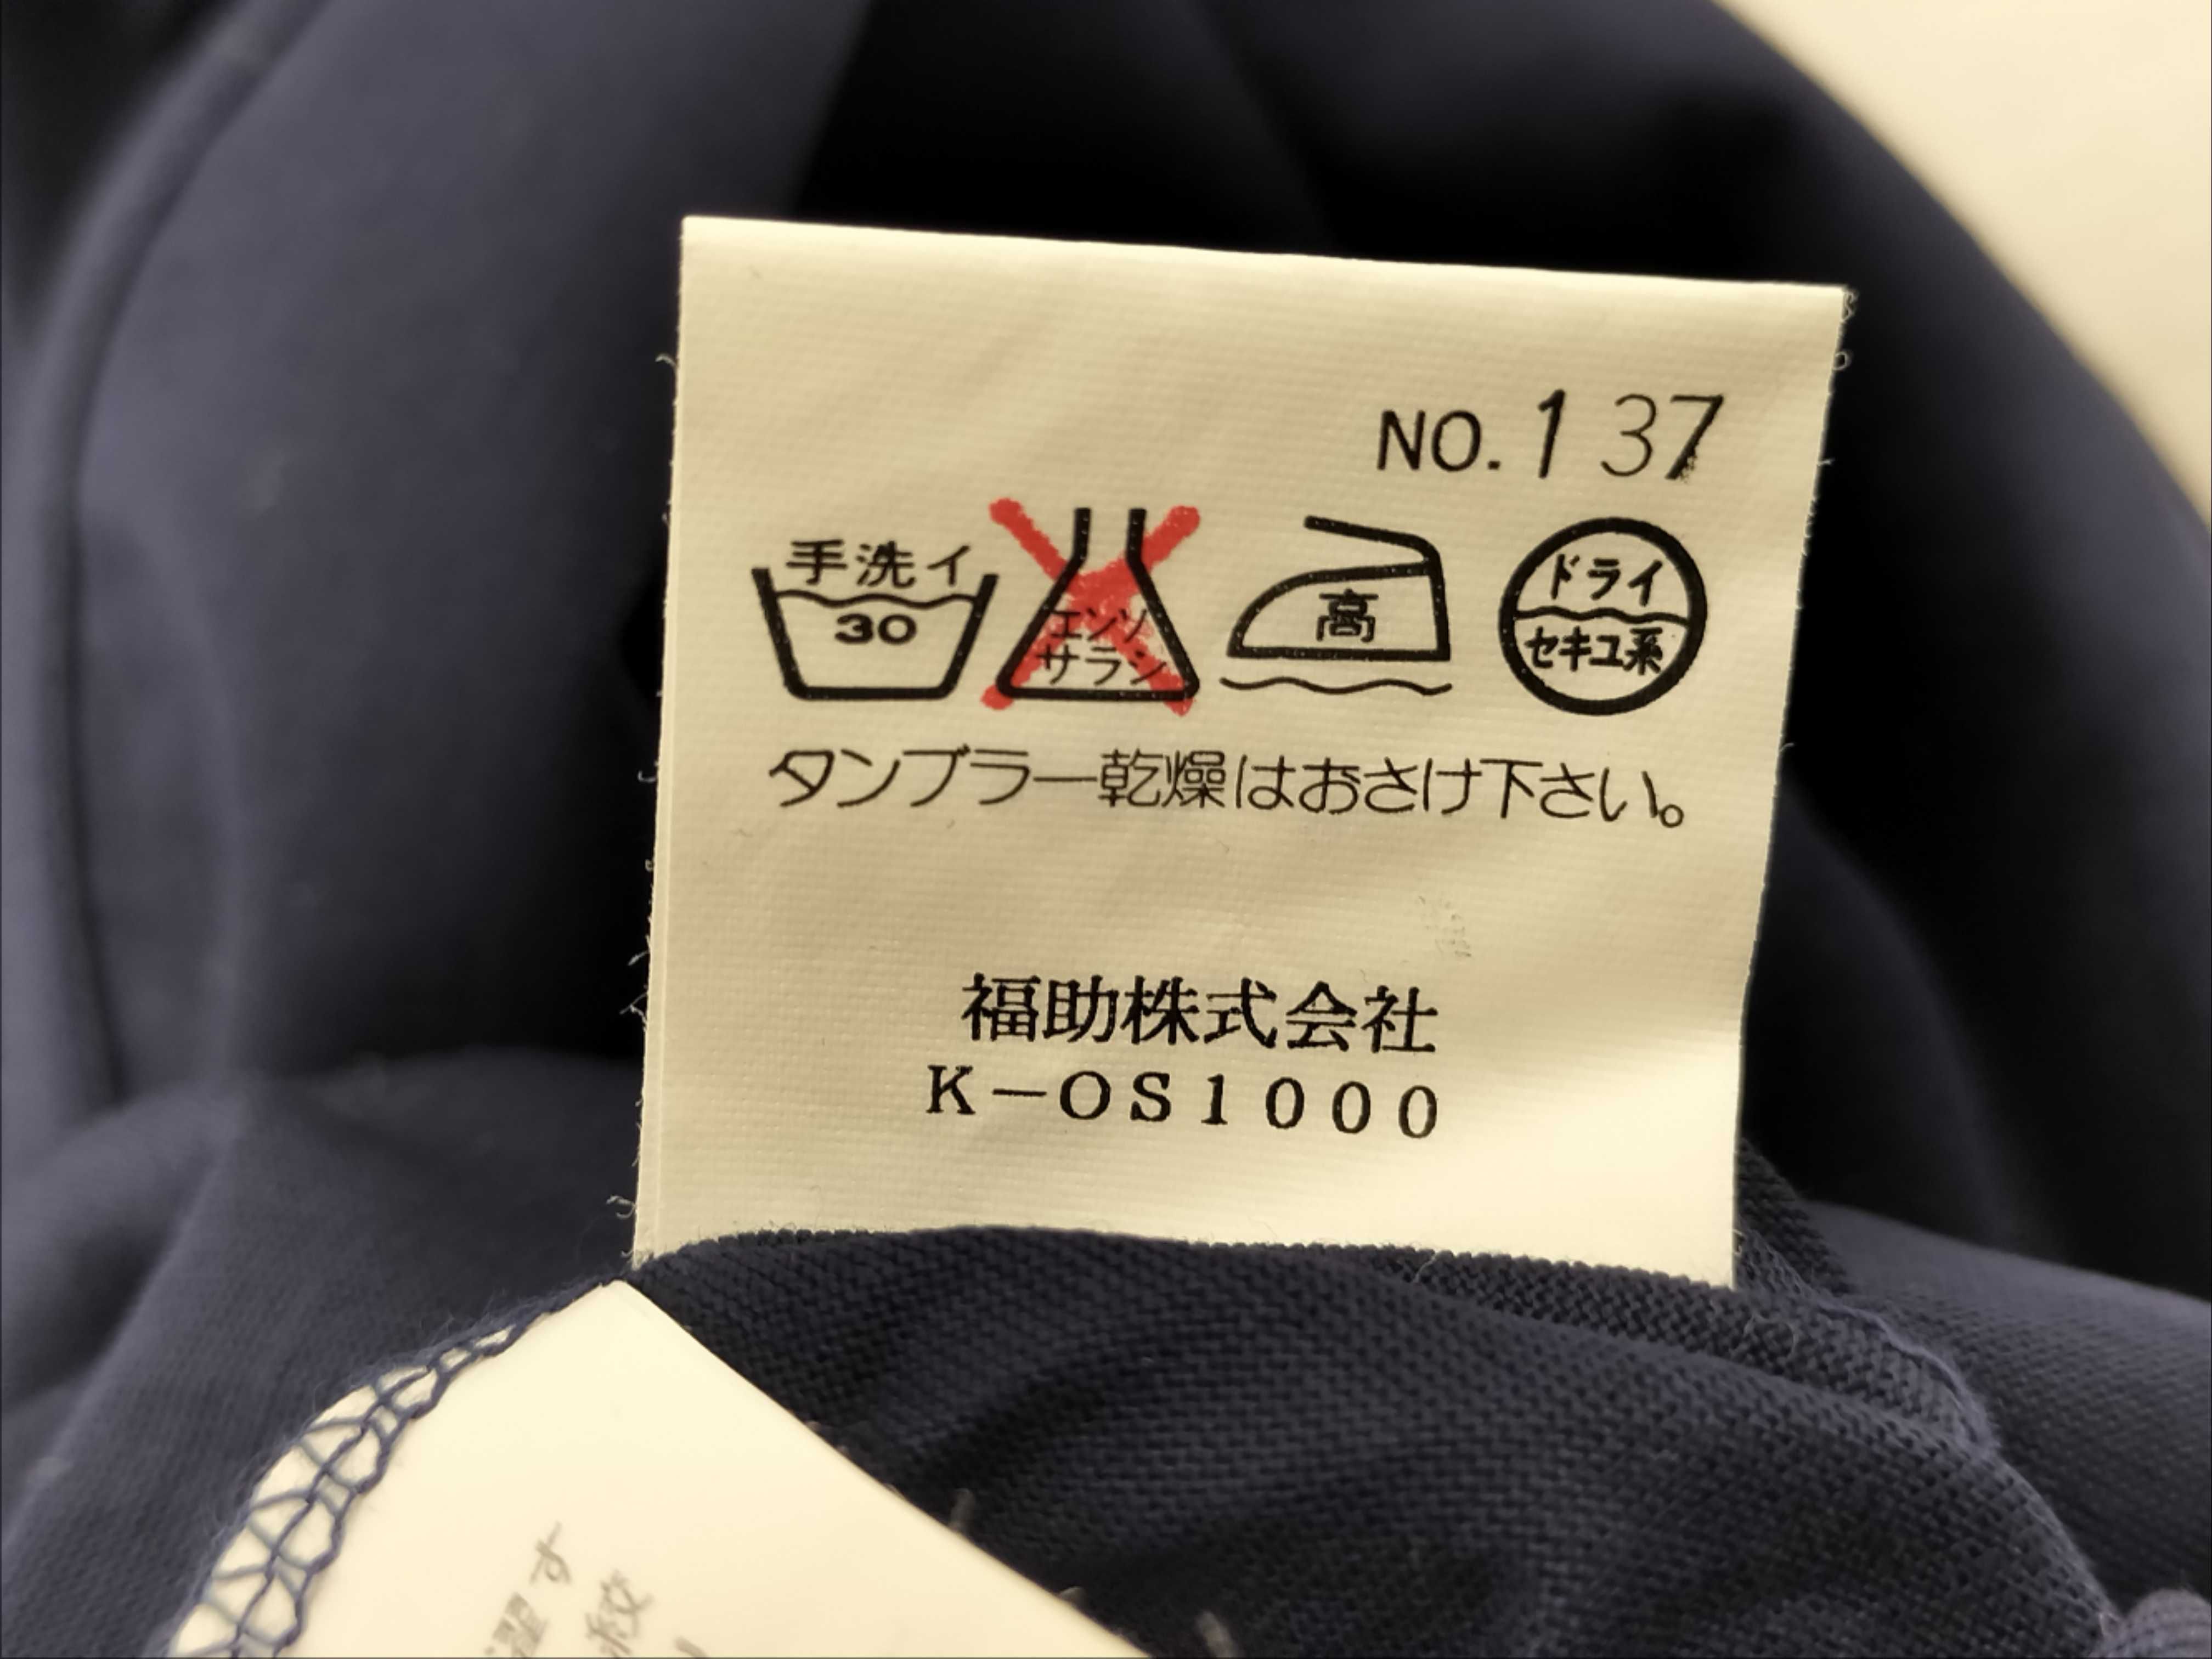 NO.137
手洗イ
30
エンソ
サラシ
高
ドライ
セキユ系
タンブラー乾燥はおさけ下さい。
福助株式会社
K-OS1000